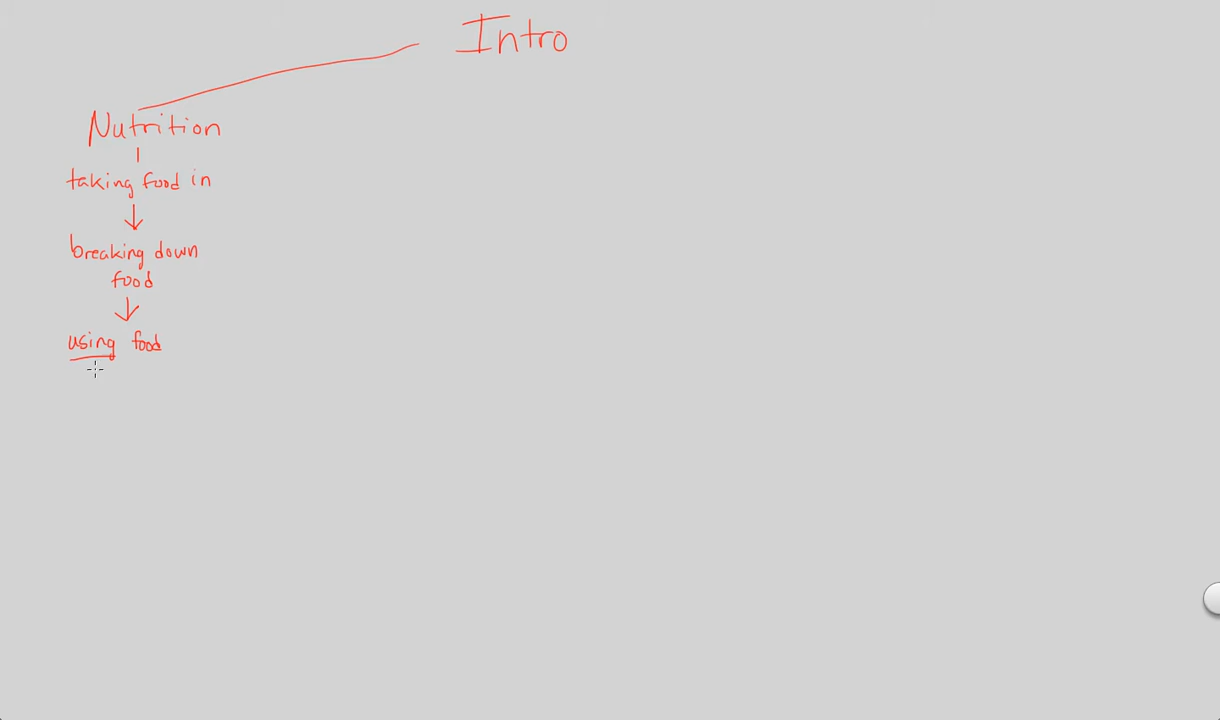 Intro
Nutrition
taking food in
breaking down
food
using food